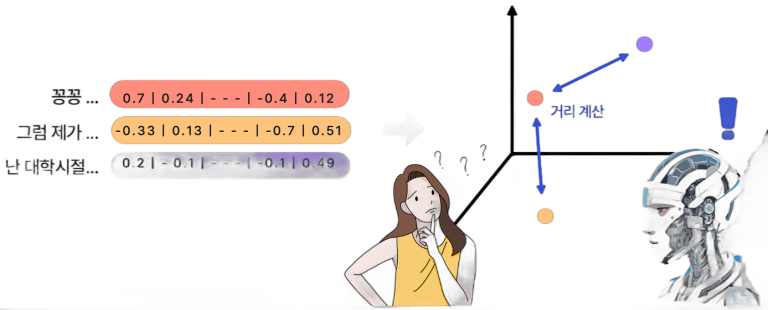 꽁꽁 ... 0.7 | 0.24 | - - - | -0.4 | 0.12
그럼 제가 ... -0.33 | 0.13 | - - - | -0.7 | 0.51
난 대학시절... 0.2 | - 0.1 | - - - | -0.1 | 0.49
거리 계산
? ? ?
!